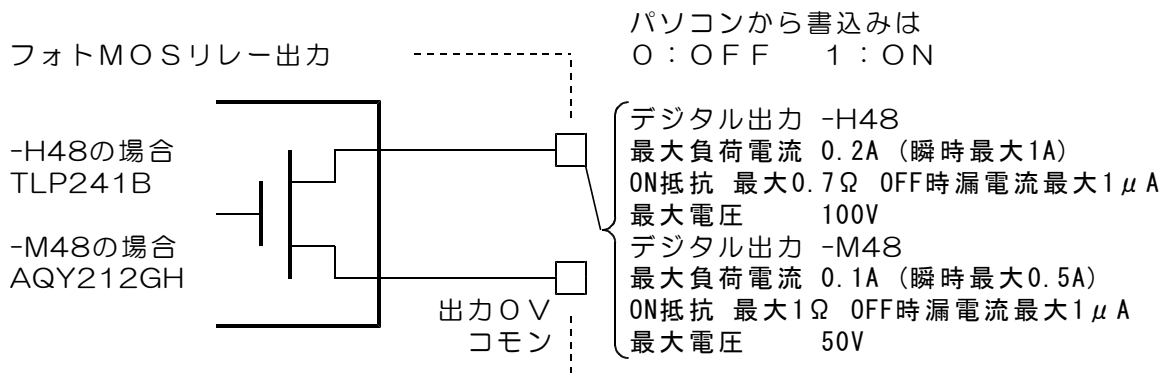 フォトMOSリレー出力
パソコンから書込みは
0：OFF　1：ON
-H48の場合
TLP241B
-M48の場合
AQY212GH
出力0V
コモン
デジタル出力 -H48
最大負荷電流 0.2A (瞬時最大1A)
ON抵抗 最大0.7Ω OFF時漏電流最大1μA
最大電圧 100V
デジタル出力 -M48
最大負荷電流 0.1A (瞬時最大0.5A)
ON抵抗 最大1Ω OFF時漏電流最大1μA
最大電圧 50V